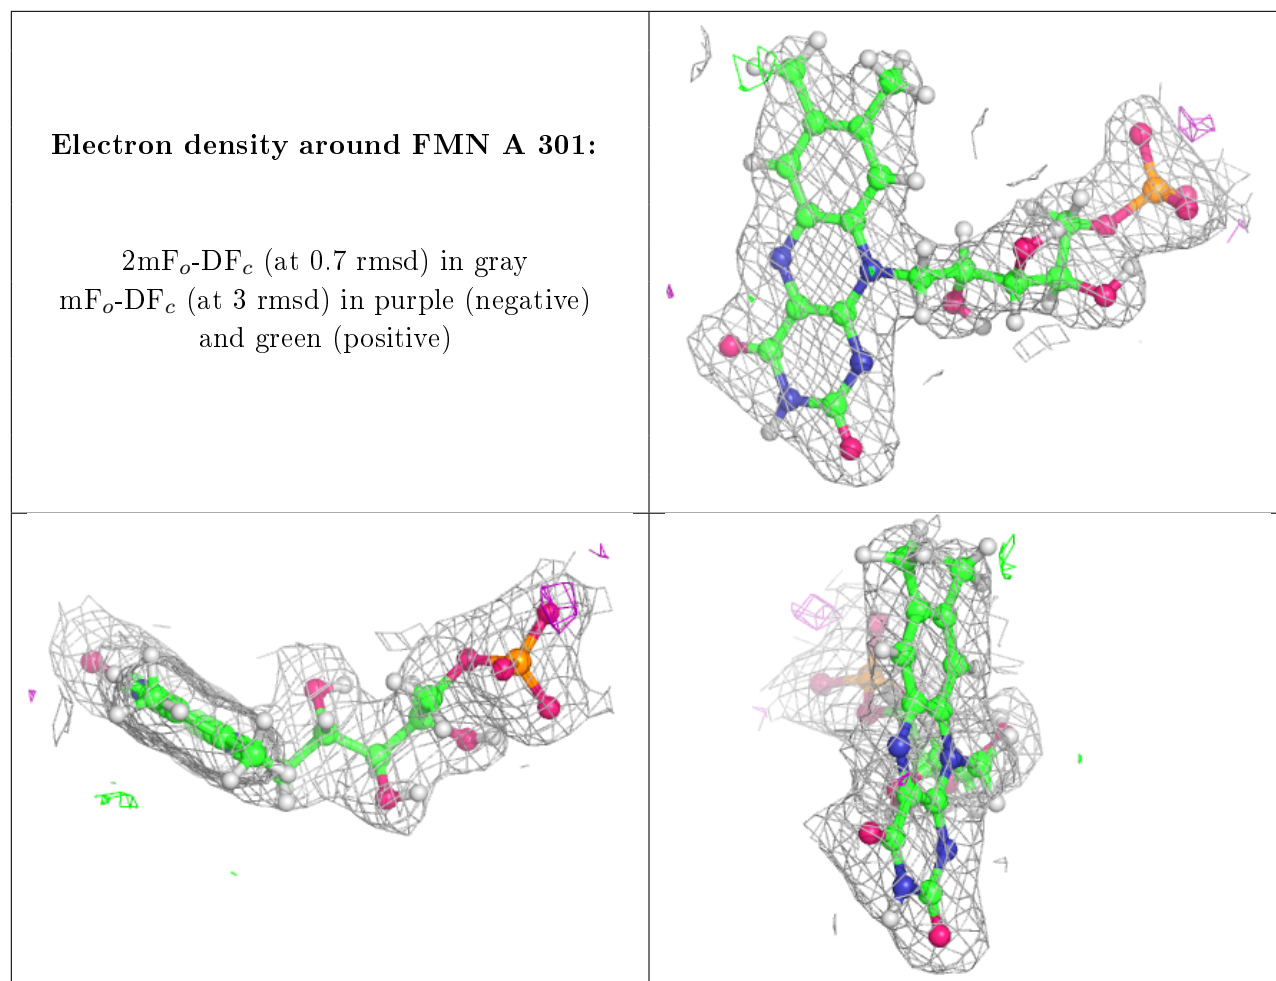 Electron density around FMN A 301:
2mFo-DFc (at 0.7 rmsd) in gray
mFo-DFc (at 3 rmsd) in purple (negative)
and green (positive)